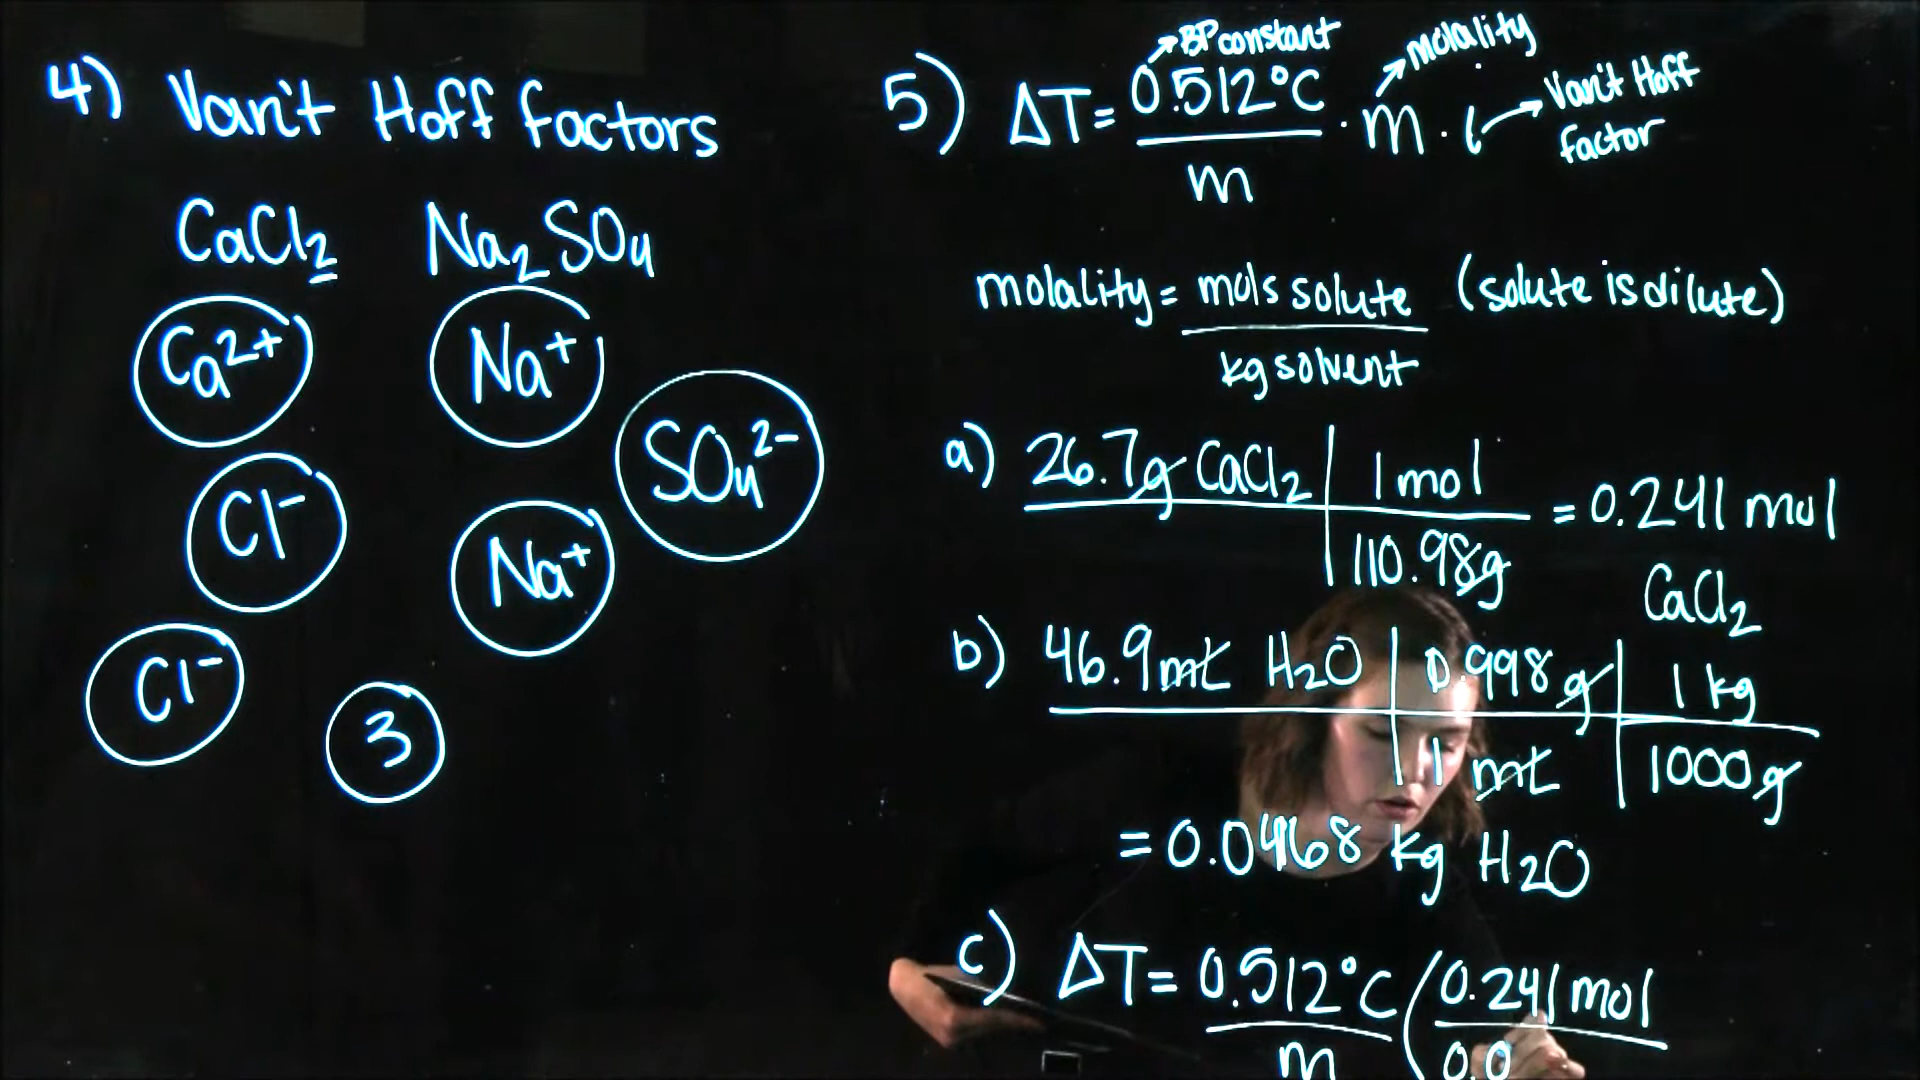 4) Van't Hoff factors
CaCl₂ Na₂SO₄
Ca²⁺
Na⁺
SO₄²⁻
Cl⁻
Na⁺
Cl⁻
3
5) ΔT = 0.512°C / m · m · i
BP constant
molality
Van't Hoff
factor
molality = mols solute / kg solvent (solute is dilute)
a) 26.7g CaCl₂ | 1 mol / 110.98g = 0.241 mol
CaCl₂
b) 46.9mL H₂O | 0.998g / 1 mL | 1 kg / 1000g
= 0.0468 kg H₂O
c) ΔT = 0.512°C / m (0.241 mol / 0.0